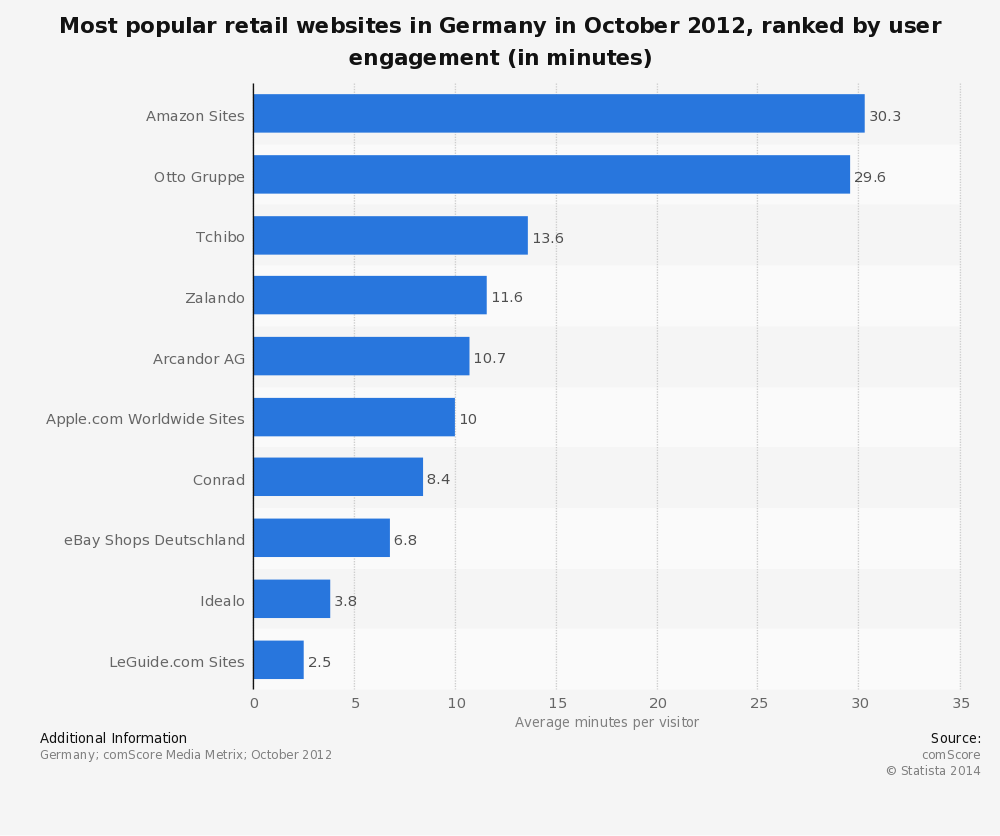 Most popular retail websites in Germany in October 2012, ranked by user
engagement (in minutes)
Amazon Sites 30.3
Otto Gruppe 29.6
Tchibo 13.6
Zalando 11.6
Arcandor AG 10.7
Apple.com Worldwide Sites 10
Conrad 8.4
eBay Shops Deutschland 6.8
Idealo 3.8
LeGuide.com Sites 2.5
0 5 10 15 20 25 30 35
Average minutes per visitor
Additional Information
Germany; comScore Media Metrix; October 2012
Source:
comScore
© Statista 2014